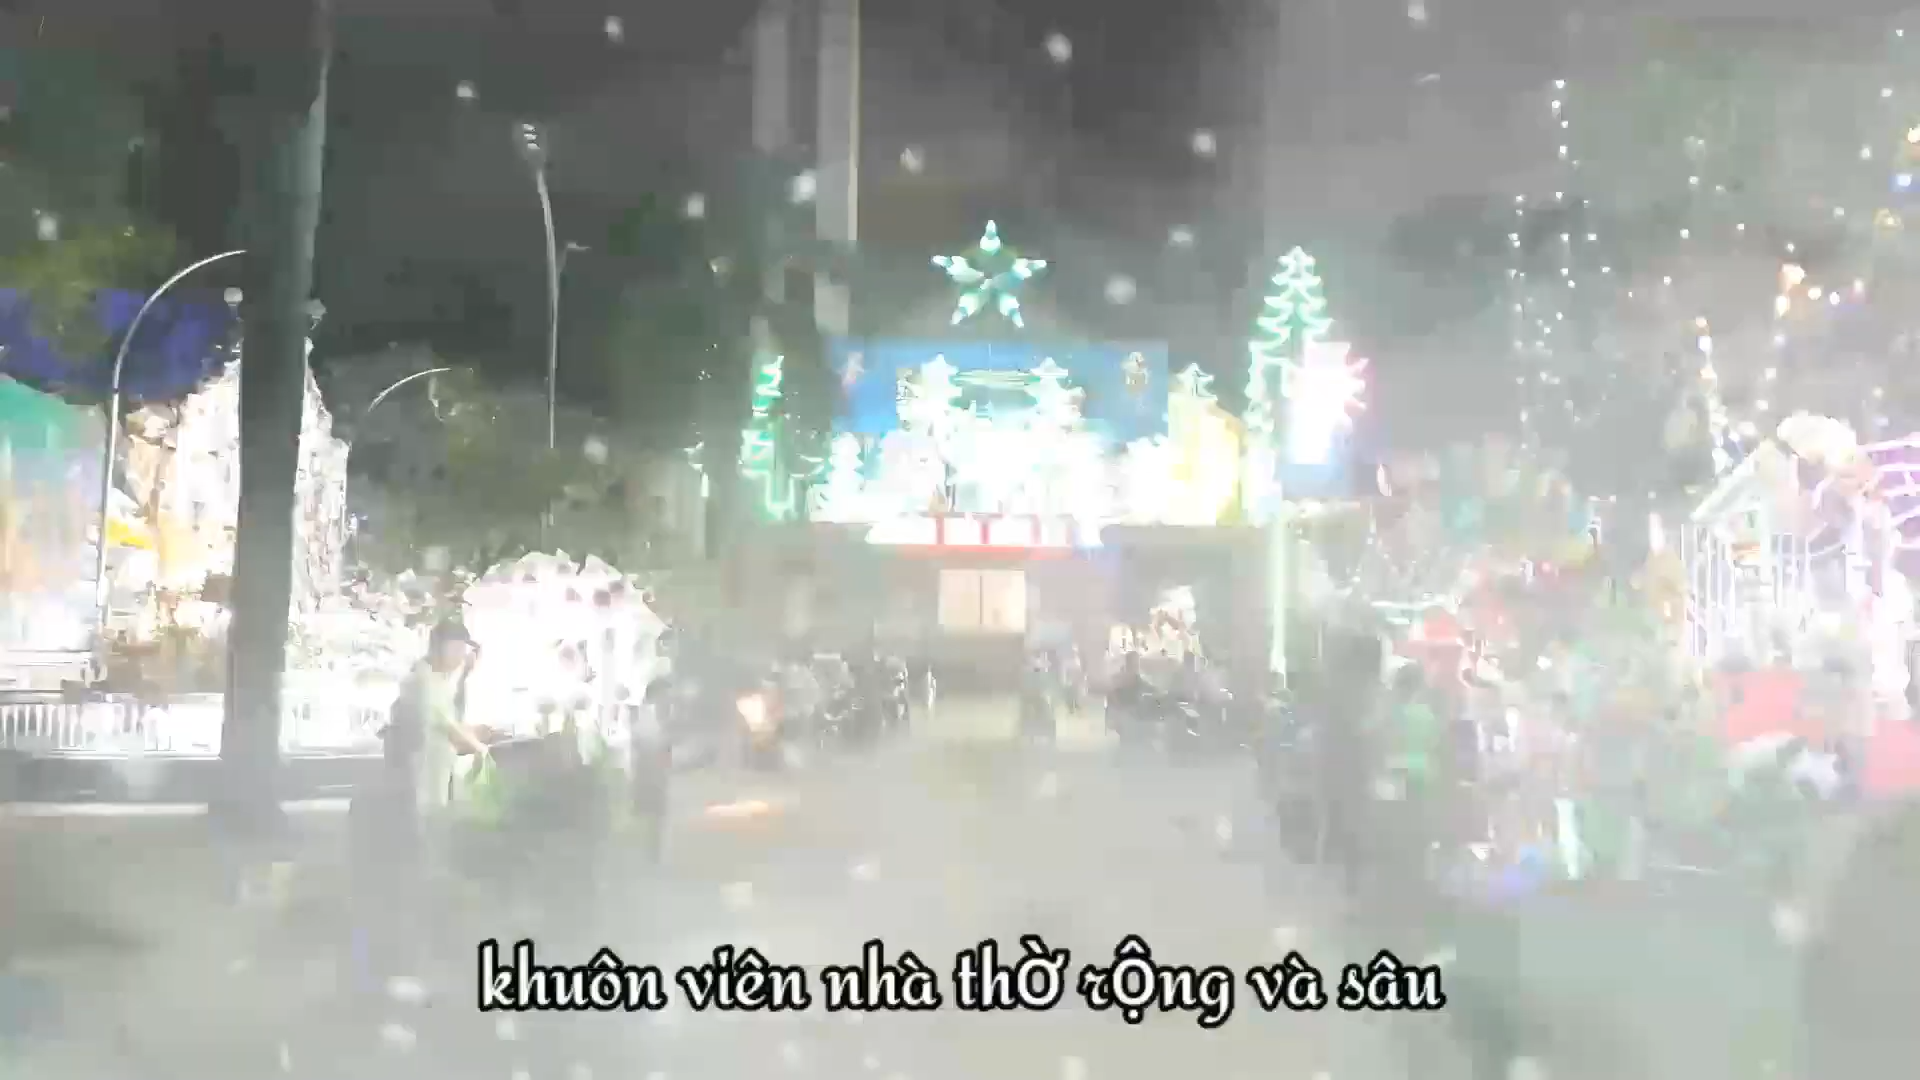 khuôn viên nhà thờ rộng và sâu